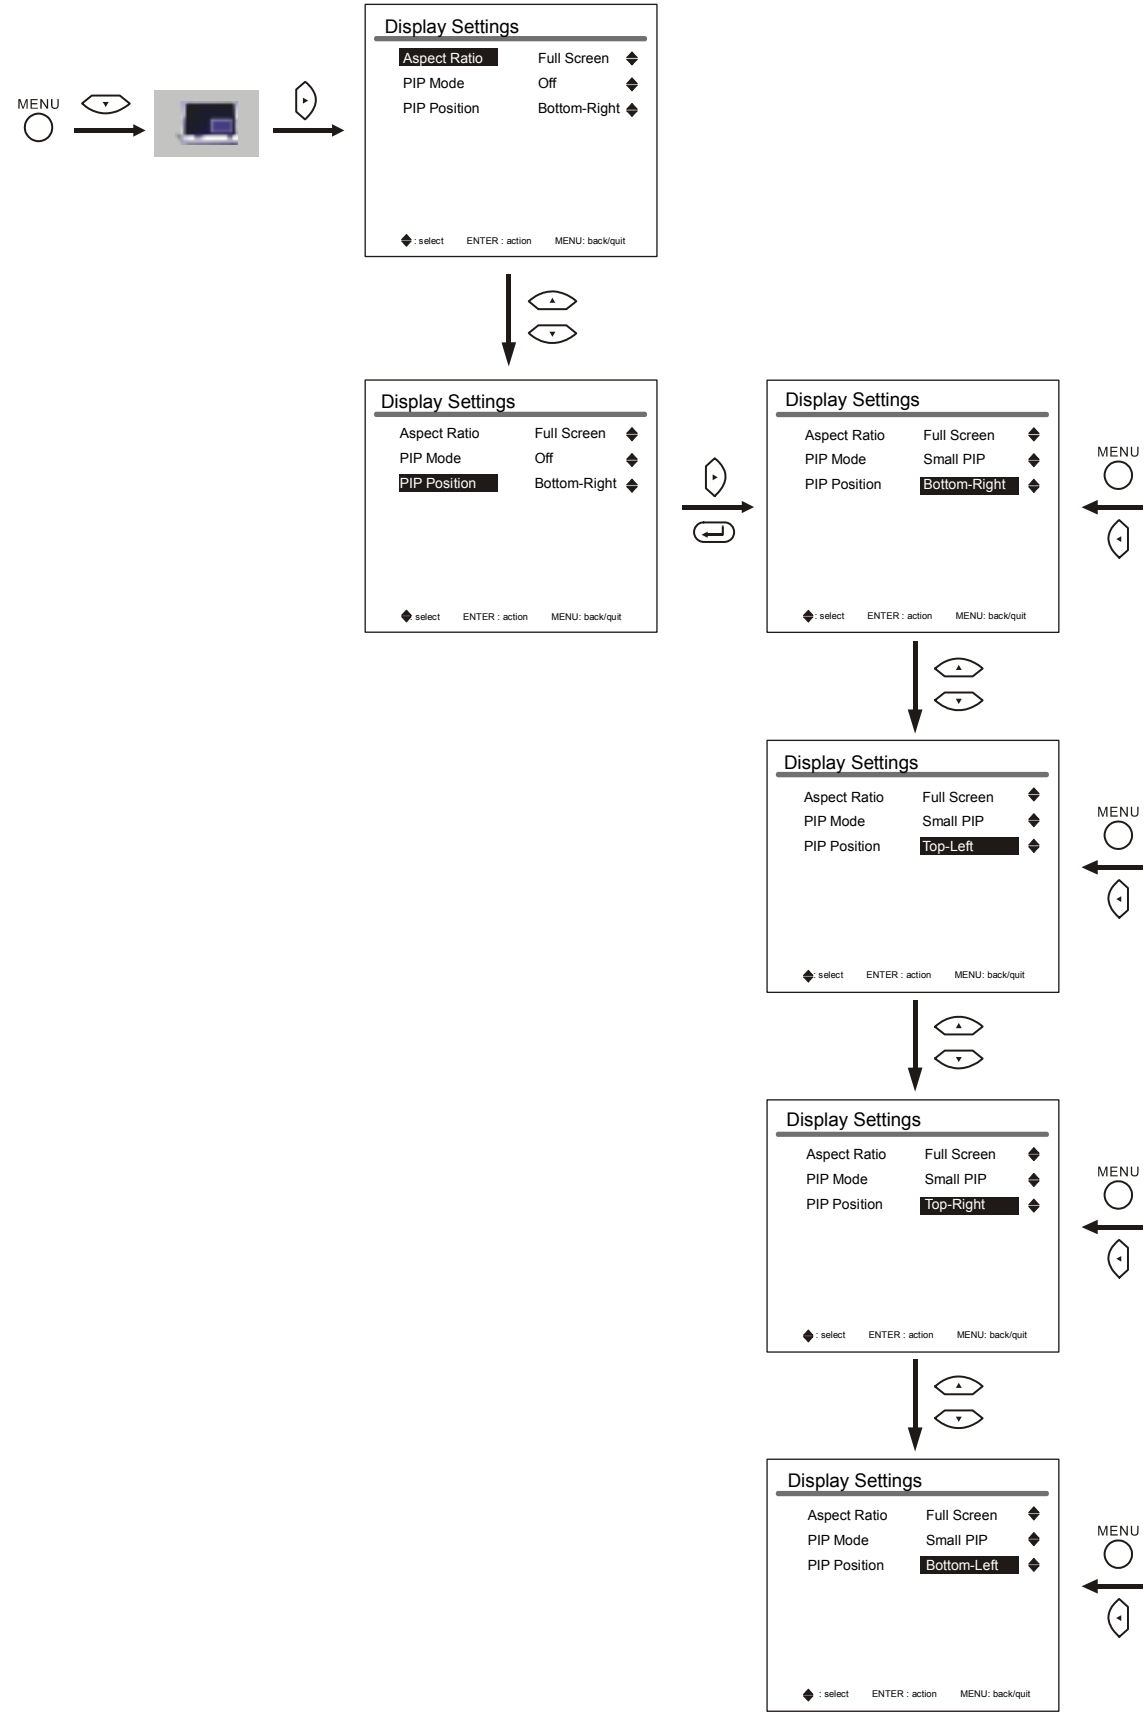 Display Settings
Aspect Ratio Full Screen
PIP Mode Off
PIP Position Bottom-Right
: select ENTER : action MENU: back/quit
MENU
Display Settings
Aspect Ratio Full Screen
PIP Mode Off
PIP Position Bottom-Right
: select ENTER : action MENU: back/quit
Display Settings
Aspect Ratio Full Screen
PIP Mode Small PIP
PIP Position Bottom-Right
: select ENTER : action MENU: back/quit
MENU
Display Settings
Aspect Ratio Full Screen
PIP Mode Small PIP
PIP Position Top-Left
: select ENTER : action MENU: back/quit
MENU
Display Settings
Aspect Ratio Full Screen
PIP Mode Small PIP
PIP Position Top-Right
: select ENTER : action MENU: back/quit
MENU
Display Settings
Aspect Ratio Full Screen
PIP Mode Small PIP
PIP Position Bottom-Left
: select ENTER : action MENU: back/quit
MENU